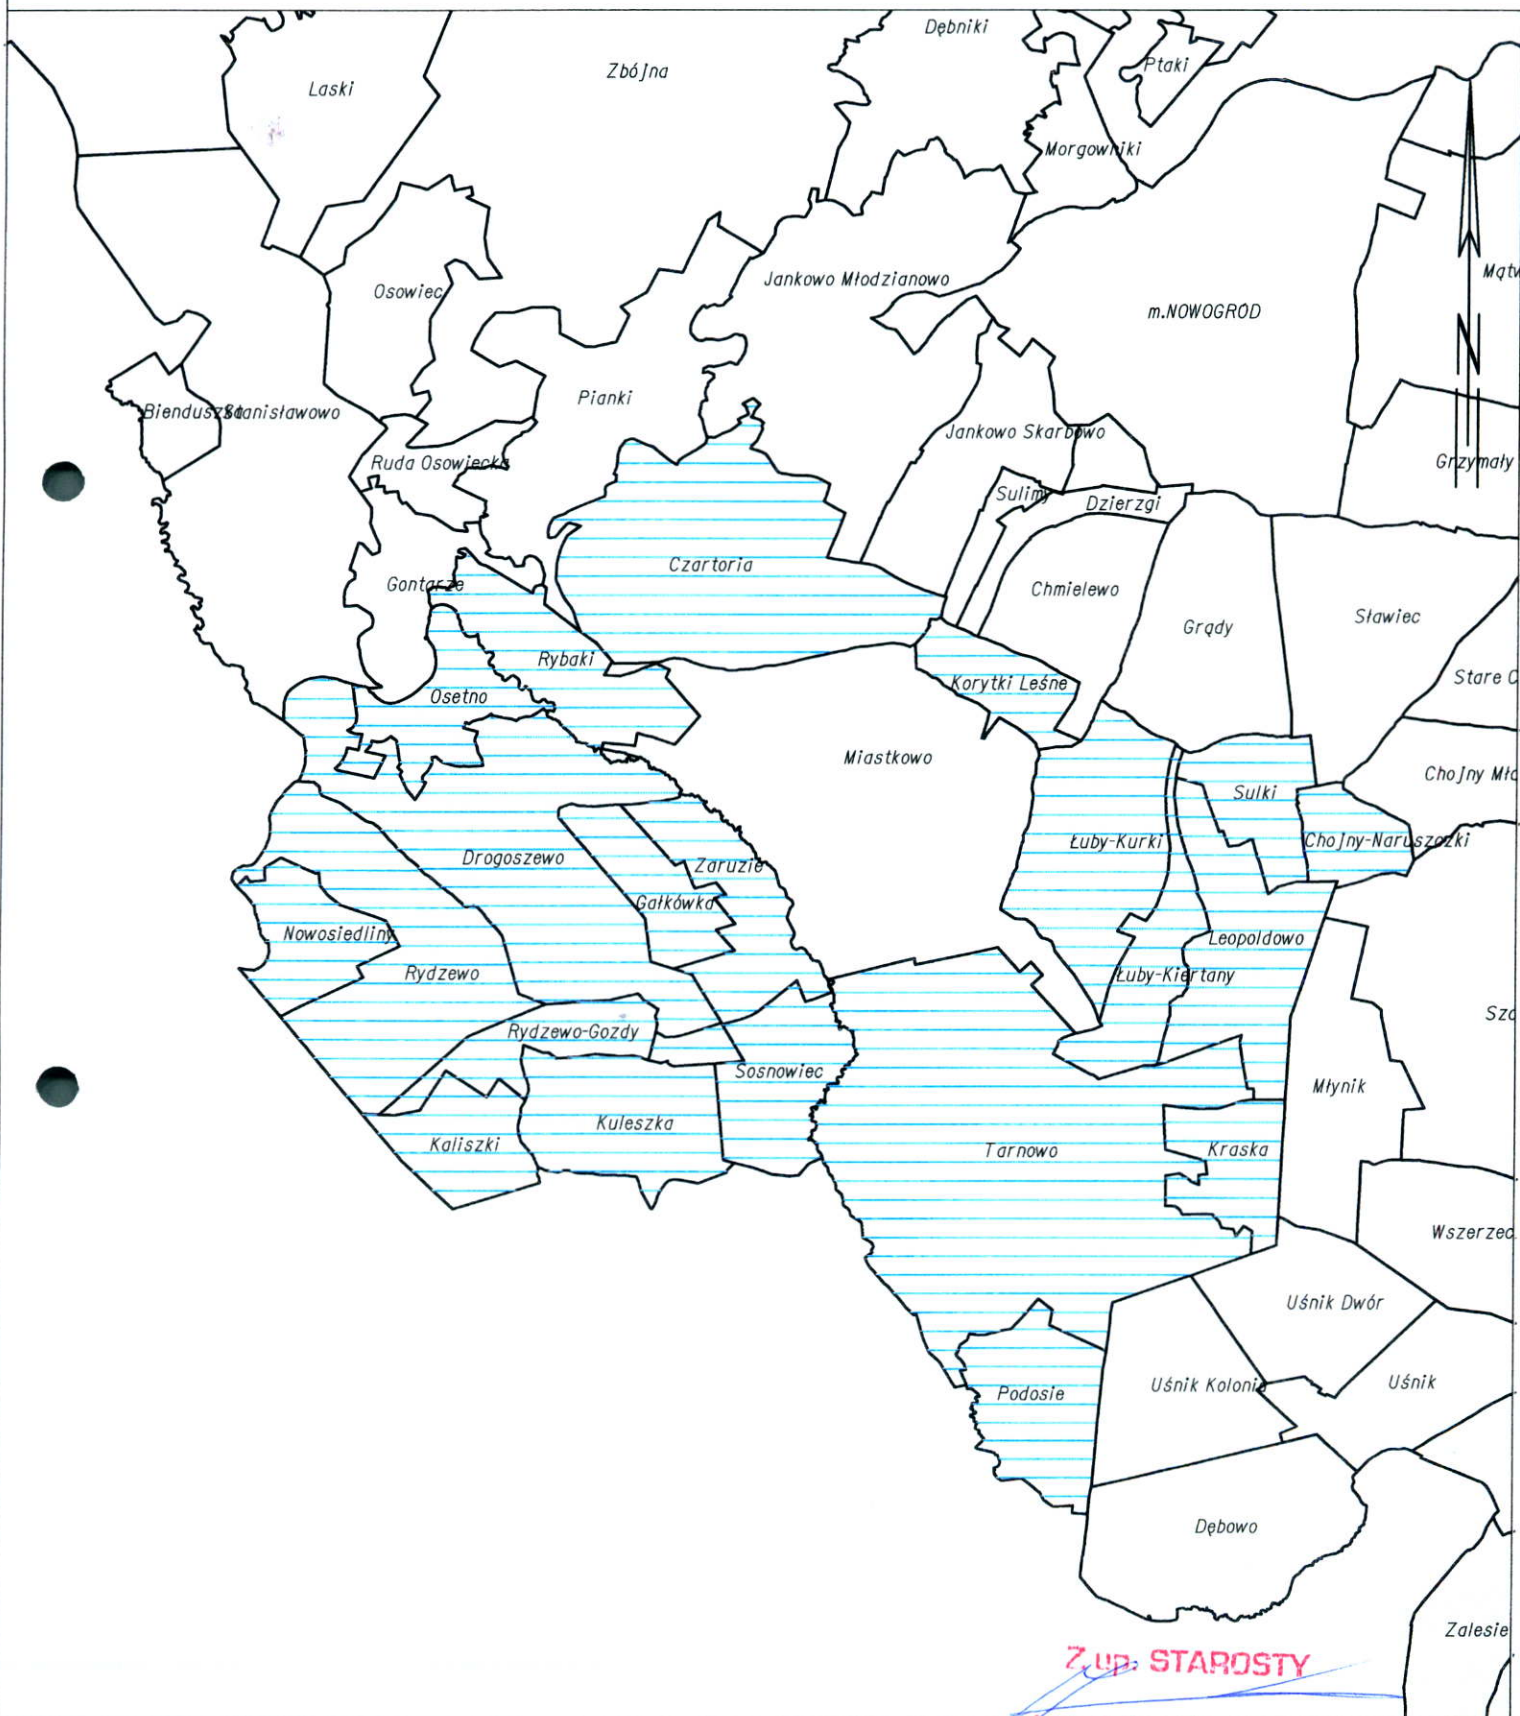 Dębniki
Ptaki
Zbójna
Laski
Morgowniki
Jankowo Młodzianowo
Osowiec
m.NOWOGRÓD
Pianki
Bienduszka
Stanisławowo
Jankowo Skarbowo
Ruda Osowiecka
Grzymały
Sulimy
Dzierzgi
Czartoria
Gontarze
Chmielewo
Grądy
Sławiec
Rybaki
Stare
Korytki Leśne
Osetno
Miastkowo
Chojny
Sulki
Łuby-Kurki
Chojny-Naruszczki
Drogoszewo
Zaruzie
Gałkówka
Nowosiedliny
Leopoldowo
Rydzewo
Łuby-Kiertany
Rydzewo-Gozdy
Sosnowiec
Młynik
Kuleszka
Kaliszki
Tarnowo
Kraska
Uśnik Dwór
Podosie
Uśnik Kolonia
Uśnik
Dębowo
Zalesie
Z up. STAROSTY
N